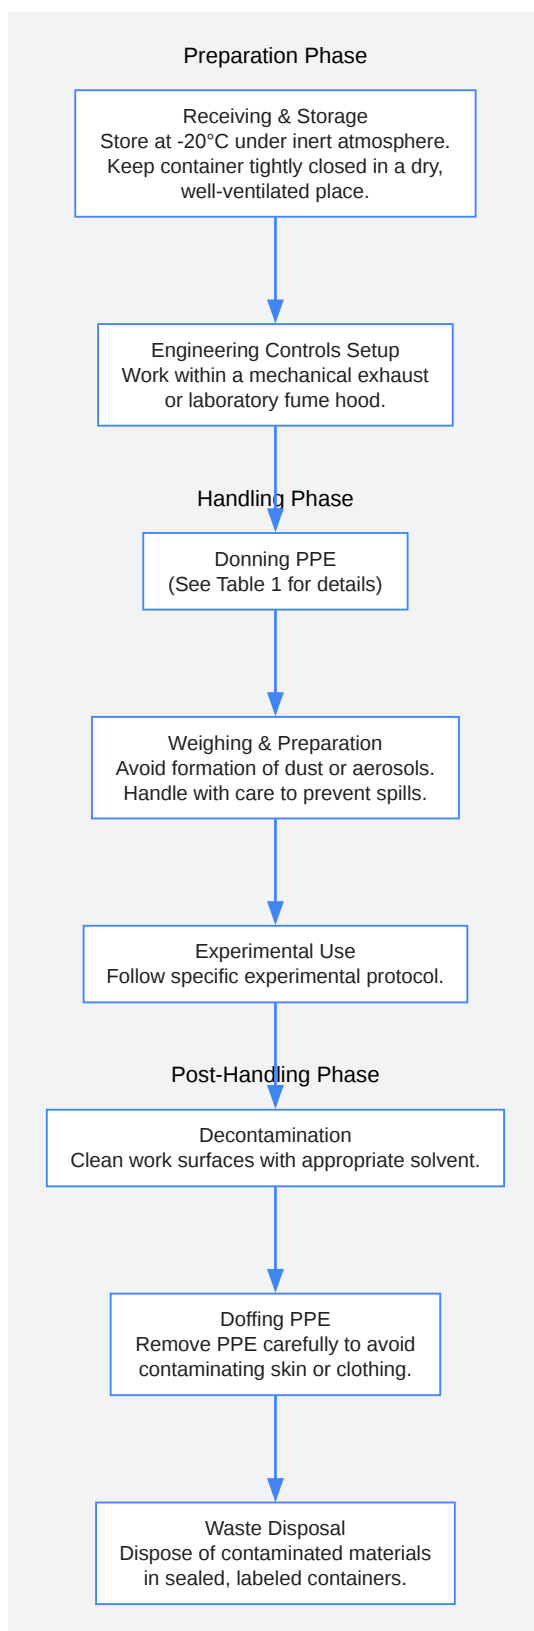 Preparation Phase
Receiving & Storage
Store at -20°C under inert atmosphere.
Keep container tightly closed in a dry,
well-ventilated place.
Engineering Controls Setup
Work within a mechanical exhaust
or laboratory fume hood.
Handling Phase
Donning PPE
(See Table 1 for details)
Weighing & Preparation
Avoid formation of dust or aerosols.
Handle with care to prevent spills.
Experimental Use
Follow specific experimental protocol.
Post-Handling Phase
Decontamination
Clean work surfaces with appropriate solvent.
Doffing PPE
Remove PPE carefully to avoid
contaminating skin or clothing.
Waste Disposal
Dispose of contaminated materials
in sealed, labeled containers.